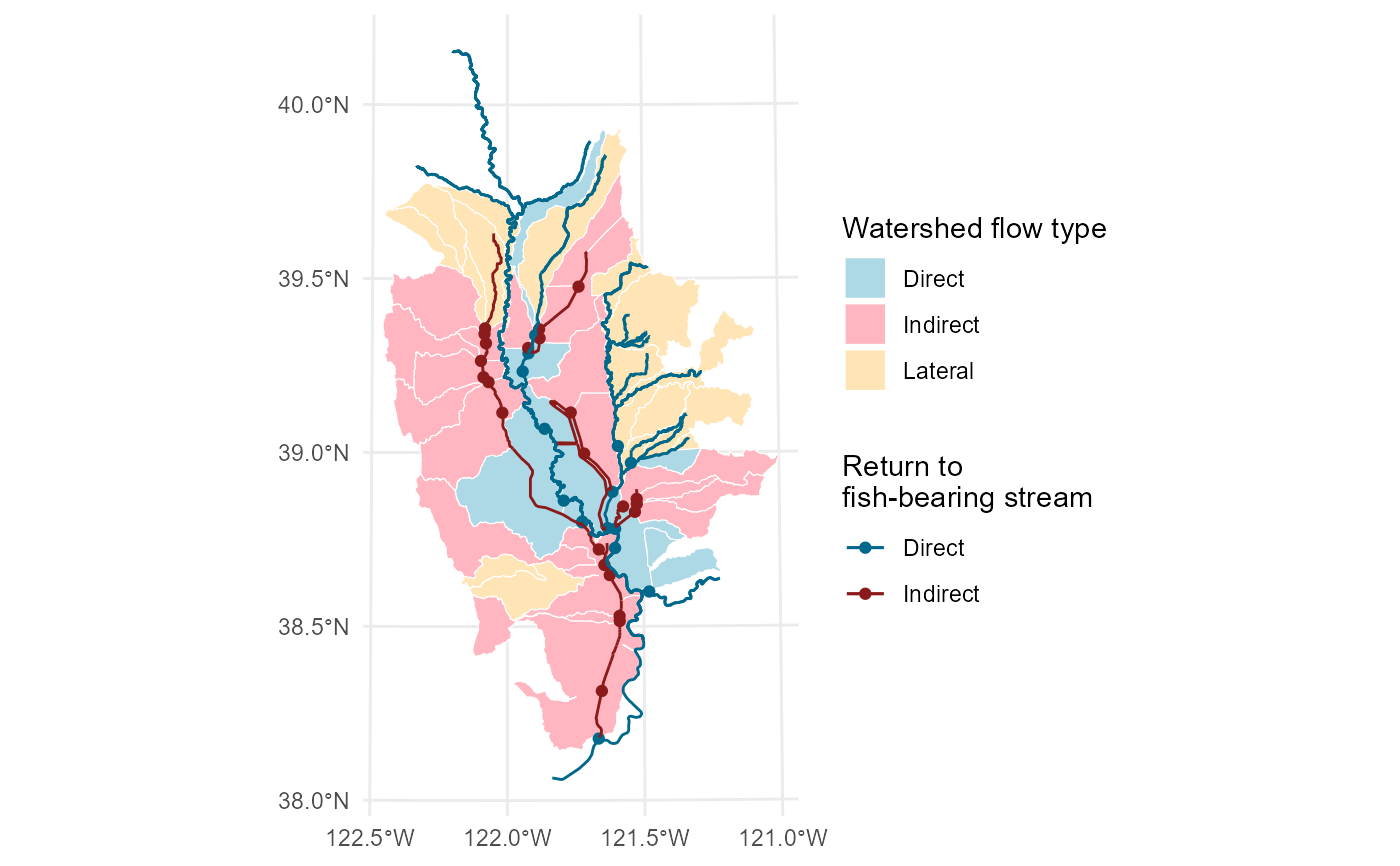 40.0°N
39.5°N
39.0°N
38.5°N
38.0°N
122.5°W
122.0°W
121.5°W
121.0°W
Watershed flow type
Direct
Indirect
Lateral
Return to
fish-bearing stream
Direct
Indirect